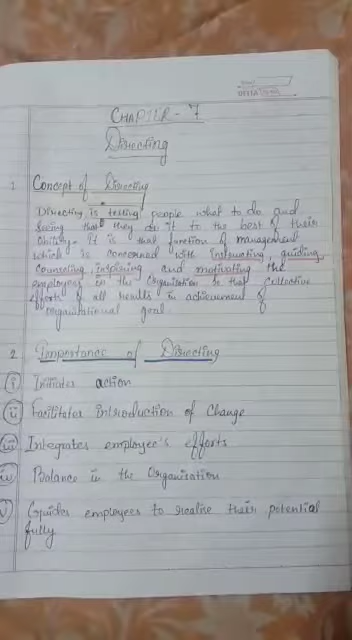 CHAPTER - 7
Directing
1. Concept of Directing
Directing is telling people what to do and
Seeing that they do it to the best of their
ability. It is that function of management
which is concerned with instructing, guiding,
counseling, inspiring and motivating the
employees in the Organisation so that collective
efforts of all results in achievement of
organizational goal.
2. Importance of Directing
i Initiates action
ii Facilitates introduction of Change
iii Integrates employee's efforts
iv Balance in the Organisation
v Guides employees to realise their potential
fully